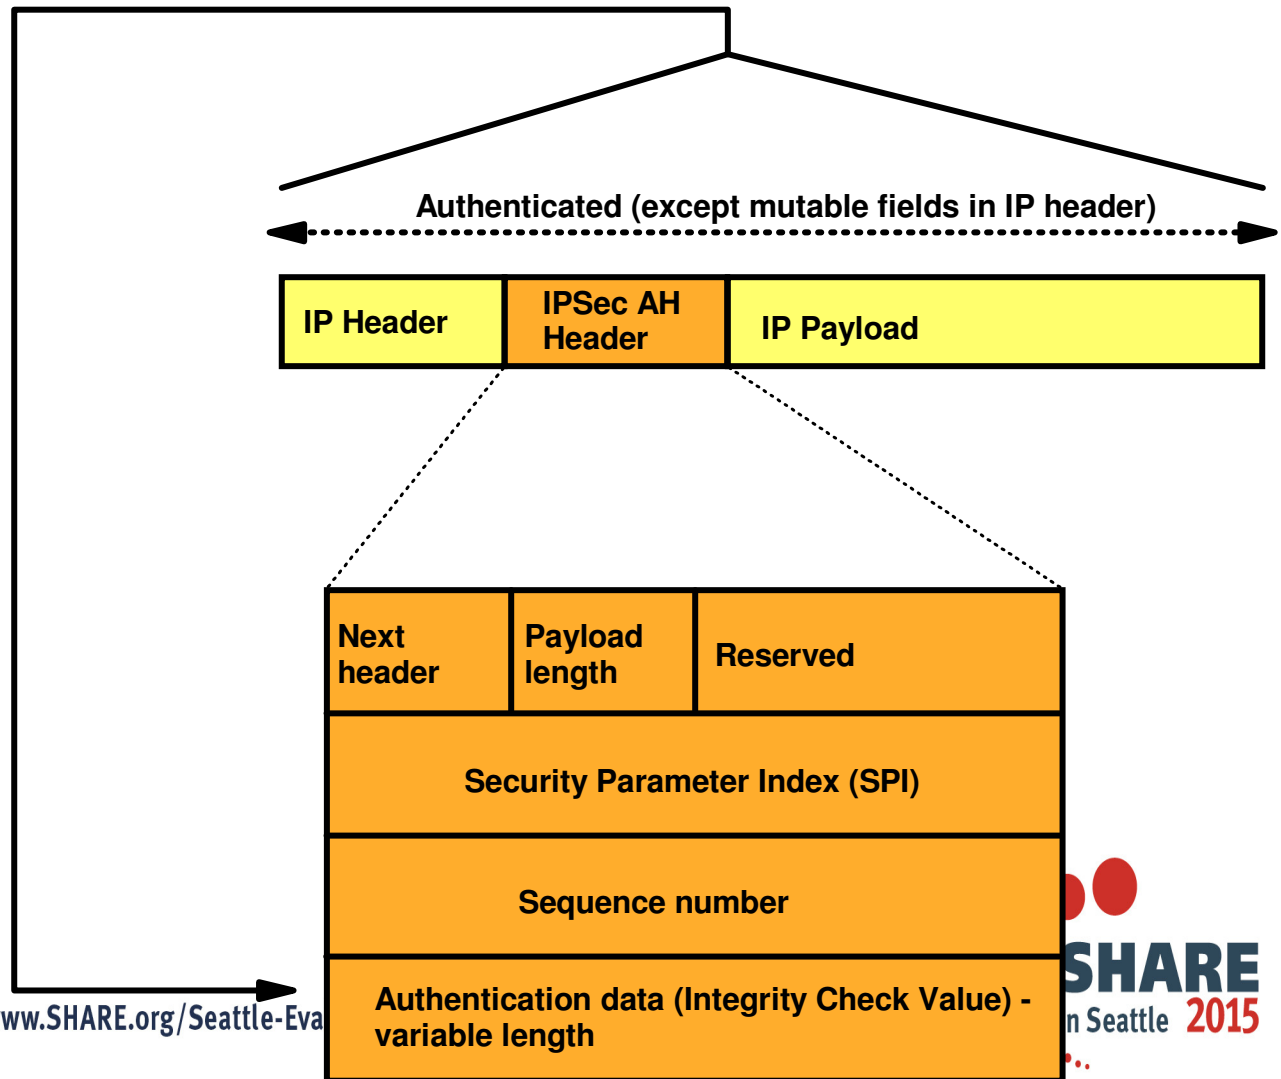 Authenticated (except mutable fields in IP header)
IP Header
IPSec AH
Header
IP Payload
Next
header
Payload
length
Reserved
Security Parameter Index (SPI)
Sequence number
Authentication data (Integrity Check Value) -
variable length
ww.SHARE.org/Seattle-Eva
SHARE
n Seattle 2015